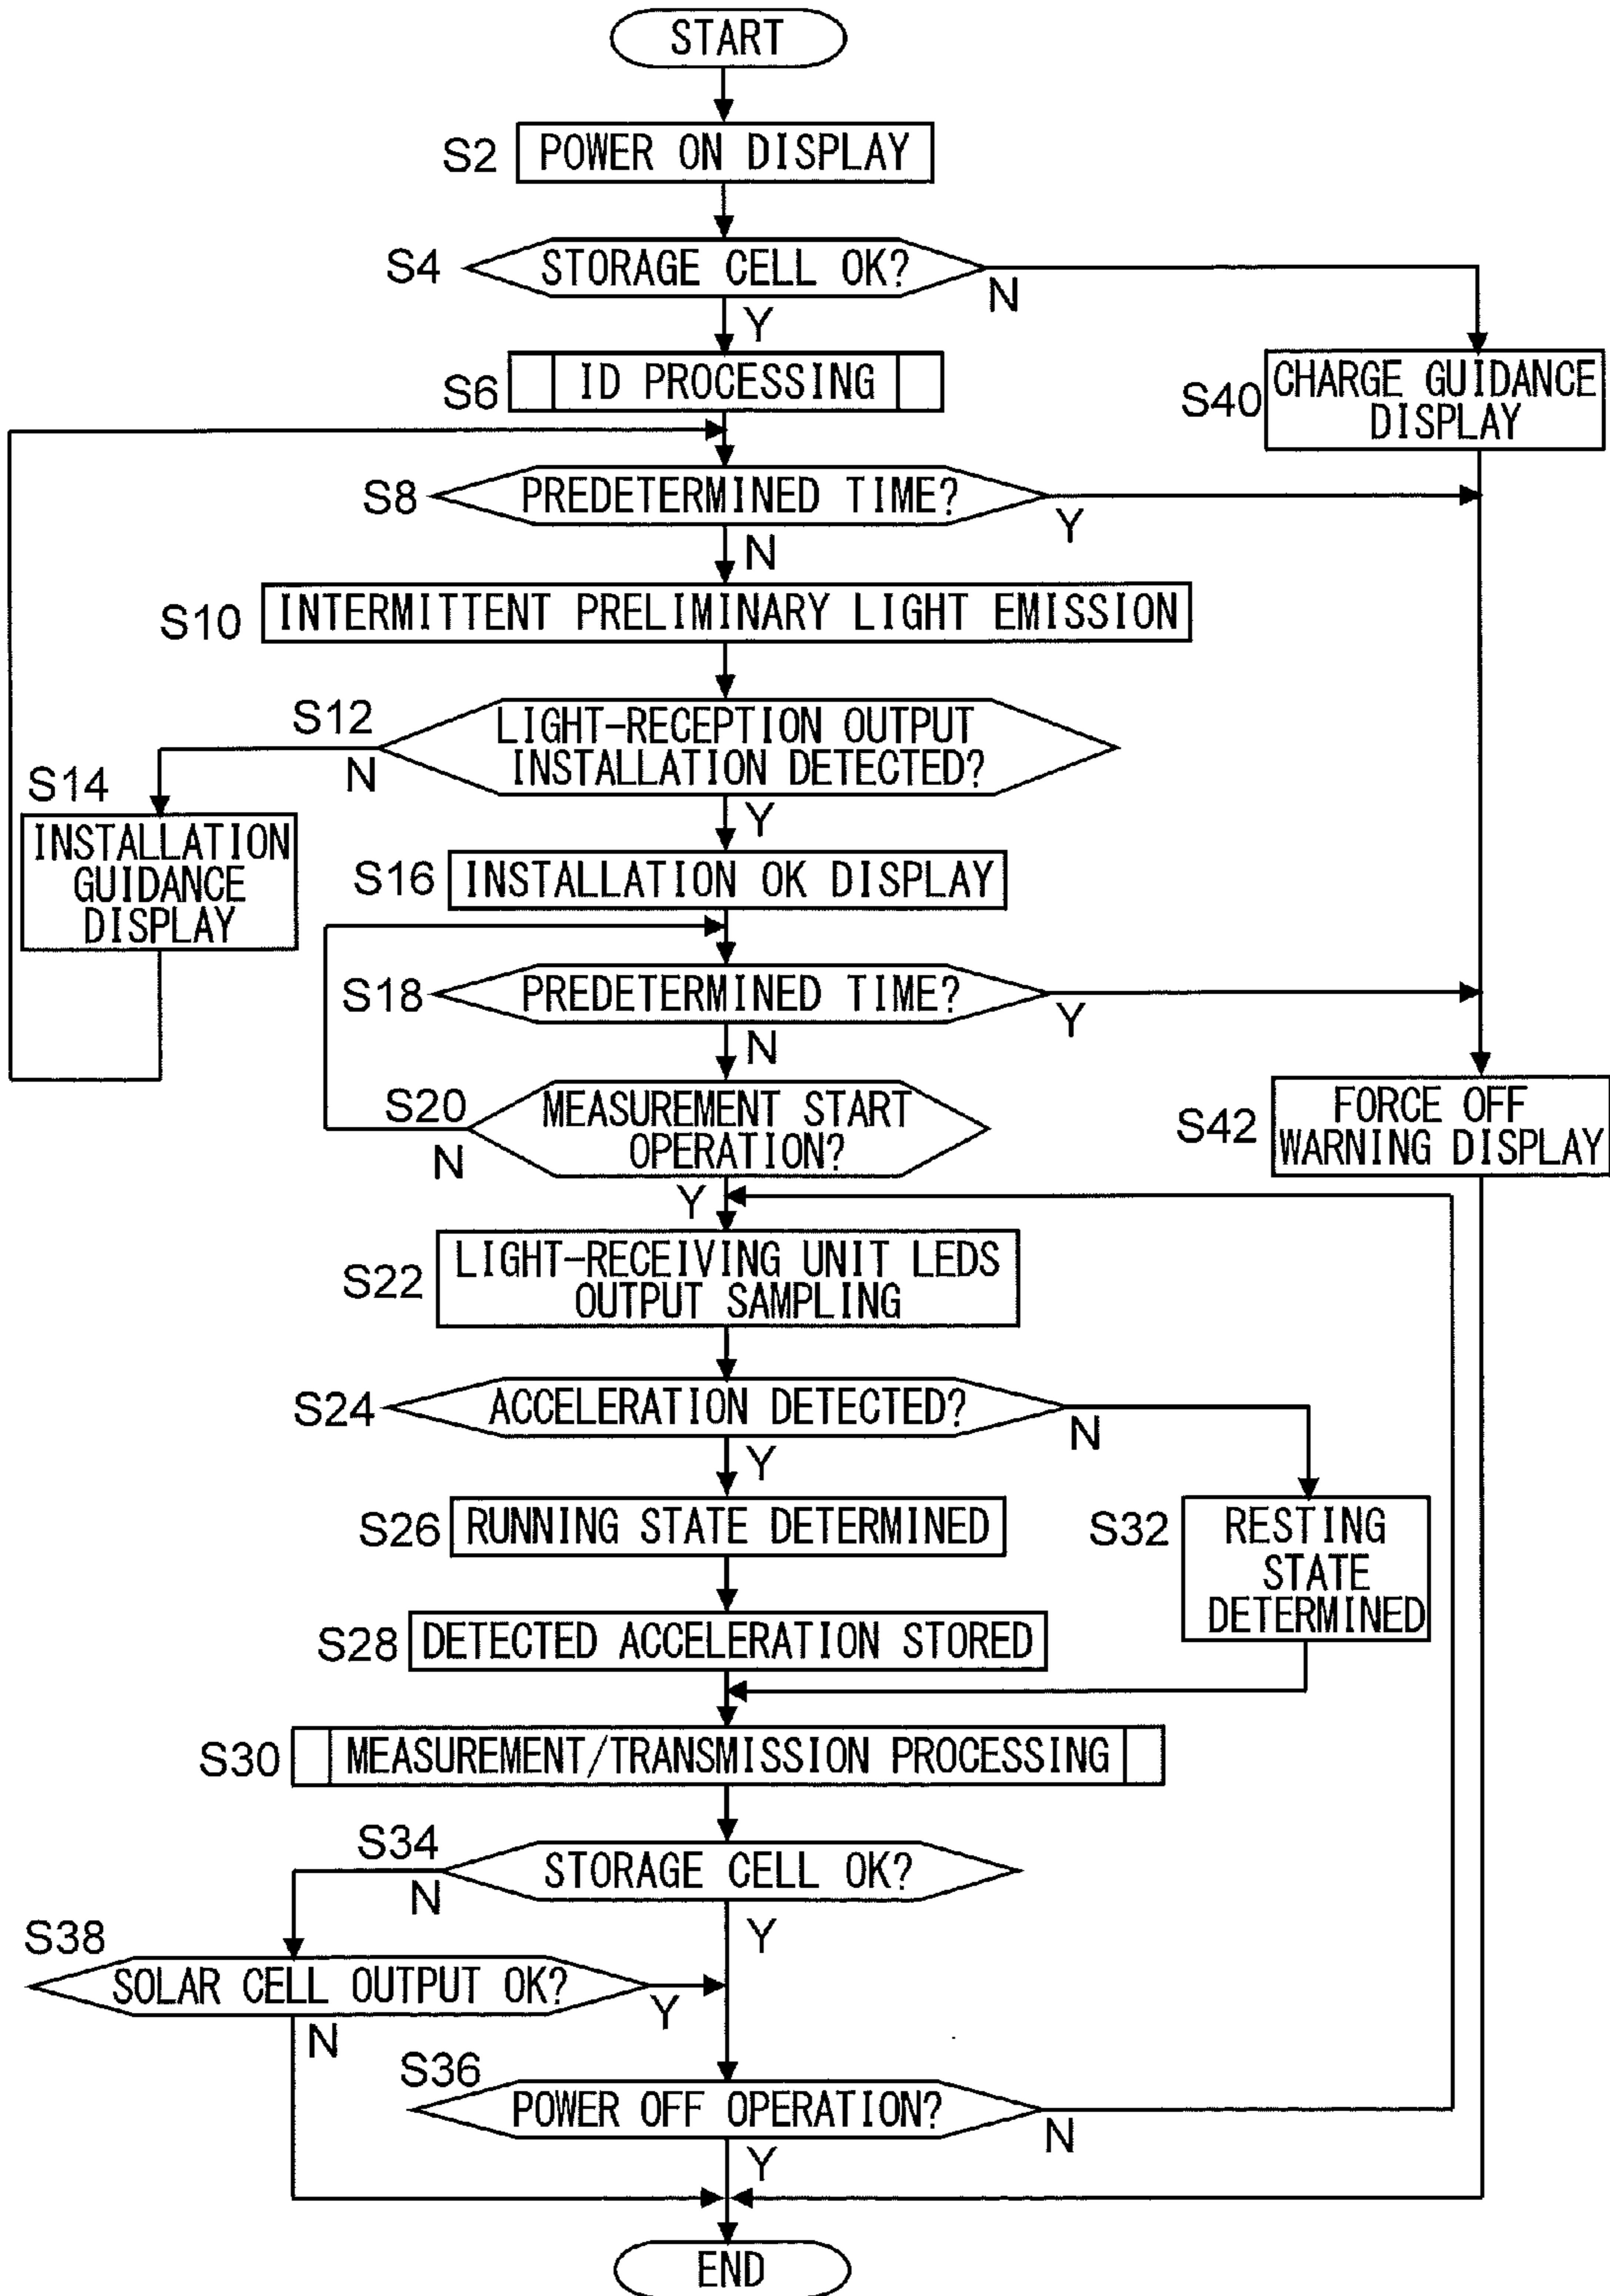 START
S2
POWER ON DISPLAY
S4
STORAGE CELL OK?
N
Y
S6
ID PROCESSING
S40
CHARGE GUIDANCE
DISPLAY
S8
PREDETERMINED TIME?
Y
N
S10
INTERMITTENT PRELIMINARY LIGHT EMISSION
S12
LIGHT-RECEPTION OUTPUT
INSTALLATION DETECTED?
N
Y
S14
INSTALLATION
GUIDANCE
DISPLAY
S16
INSTALLATION OK DISPLAY
S18
PREDETERMINED TIME?
Y
N
S20
MEASUREMENT START
OPERATION?
N
Y
S42
FORCE OFF
WARNING DISPLAY
S22
LIGHT-RECEIVING UNIT LEDS
OUTPUT SAMPLING
S24
ACCELERATION DETECTED?
N
Y
S26
RUNNING STATE DETERMINED
S32
RESTING
STATE
DETERMINED
S28
DETECTED ACCELERATION STORED
S30
MEASUREMENT/TRANSMISSION PROCESSING
S34
STORAGE CELL OK?
N
Y
S38
SOLAR CELL OUTPUT OK?
Y
N
S36
POWER OFF OPERATION?
N
Y
END